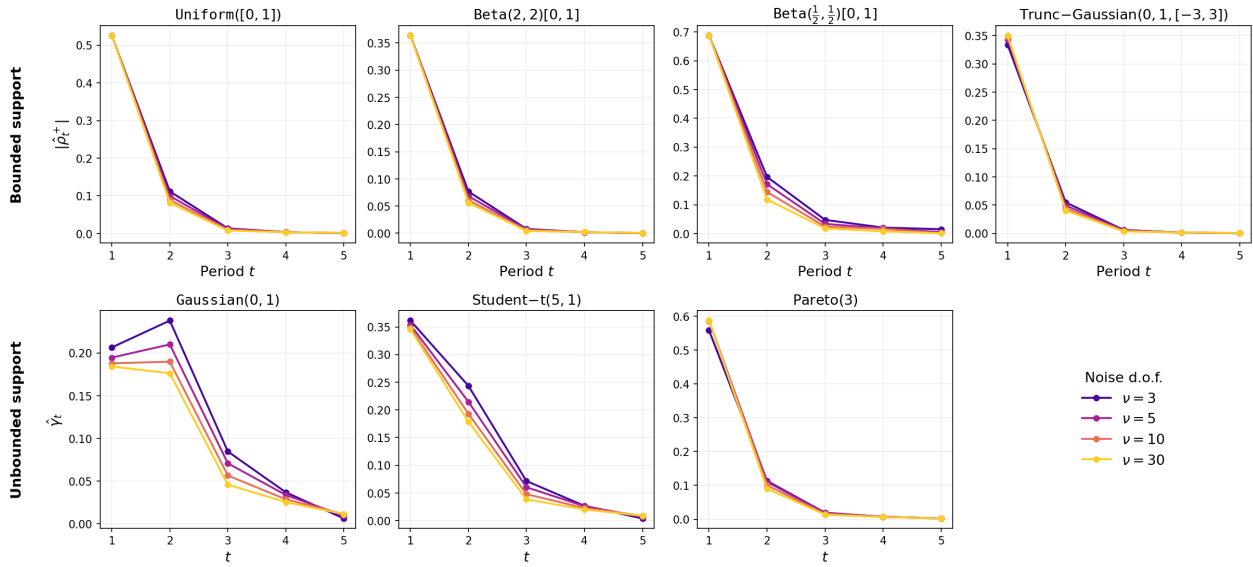 Uniform([0, 1])
Beta(2, 2)[0, 1]
Beta(½, ½)[0, 1]
Trunc−Gaussian(0, 1, [−3, 3])
Bounded support
|ρ̂ₜ⁺|
0.5
0.4
0.3
0.2
0.1
0.0
1 2 3 4 5
Period t
0.35
0.30
0.25
0.20
0.15
0.10
0.05
0.00
1 2 3 4 5
Period t
0.7
0.6
0.5
0.4
0.3
0.2
0.1
0.0
1 2 3 4 5
Period t
0.35
0.30
0.25
0.20
0.15
0.10
0.05
0.00
1 2 3 4 5
Period t
Gaussian(0, 1)
Student−t(5, 1)
Pareto(3)
Unbounded support
γ̂ₜ
0.20
0.15
0.10
0.05
0.00
1 2 3 4 5
t
0.35
0.30
0.25
0.20
0.15
0.10
0.05
0.00
1 2 3 4 5
t
0.6
0.5
0.4
0.3
0.2
0.1
0.0
1 2 3 4 5
t
Noise d.o.f.
ν = 3
ν = 5
ν = 10
ν = 30